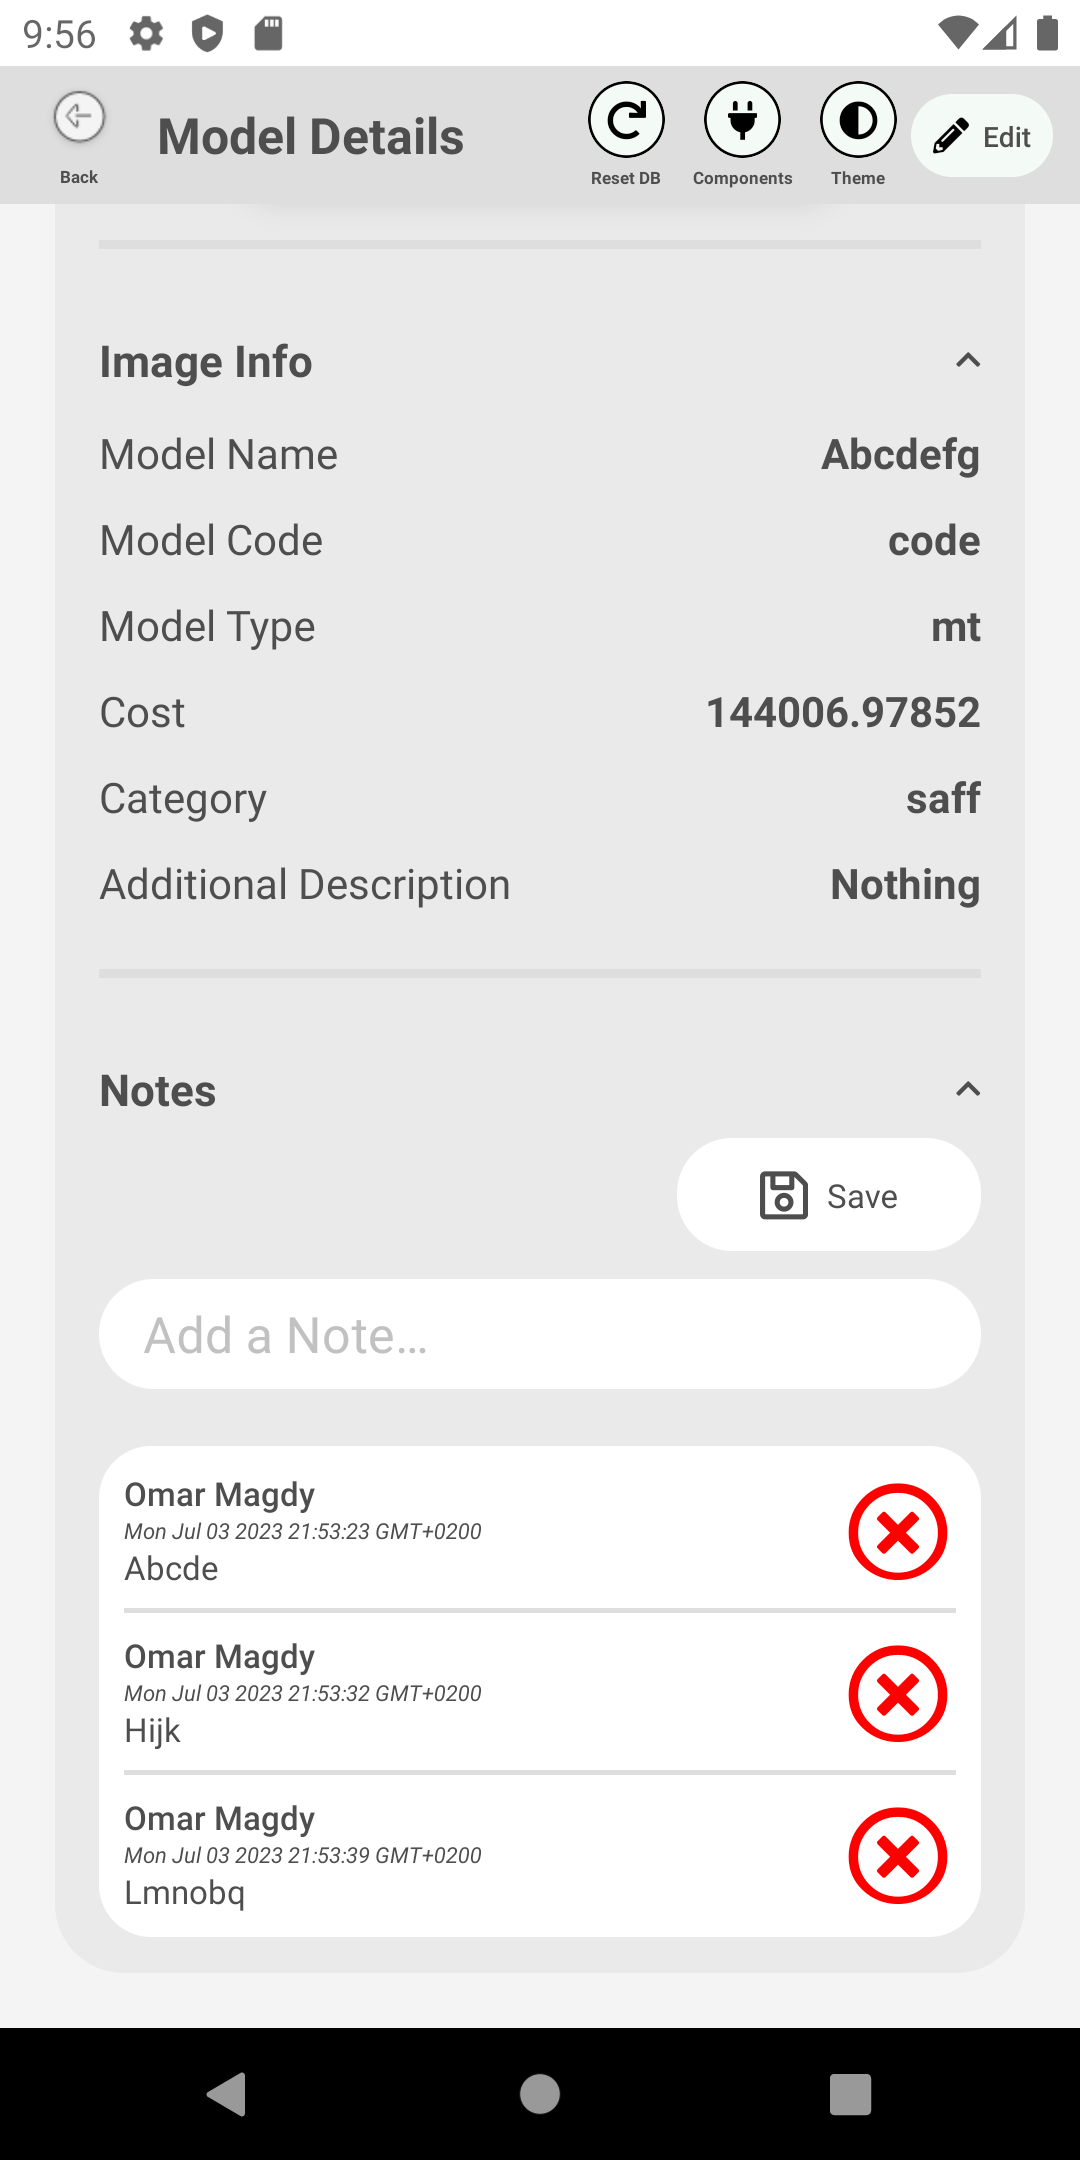 9:56
Back
Model Details
Reset DB
Components
Theme
Edit
Image Info
Model Name Abcdefg
Model Code code
Model Type mt
Cost 144006.97852
Category saff
Additional Description Nothing
Notes
Save
Add a Note...
Omar Magdy
Mon Jul 03 2023 21:53:23 GMT+0200
Abcde
Omar Magdy
Mon Jul 03 2023 21:53:32 GMT+0200
Hijk
Omar Magdy
Mon Jul 03 2023 21:53:39 GMT+0200
Lmnobq